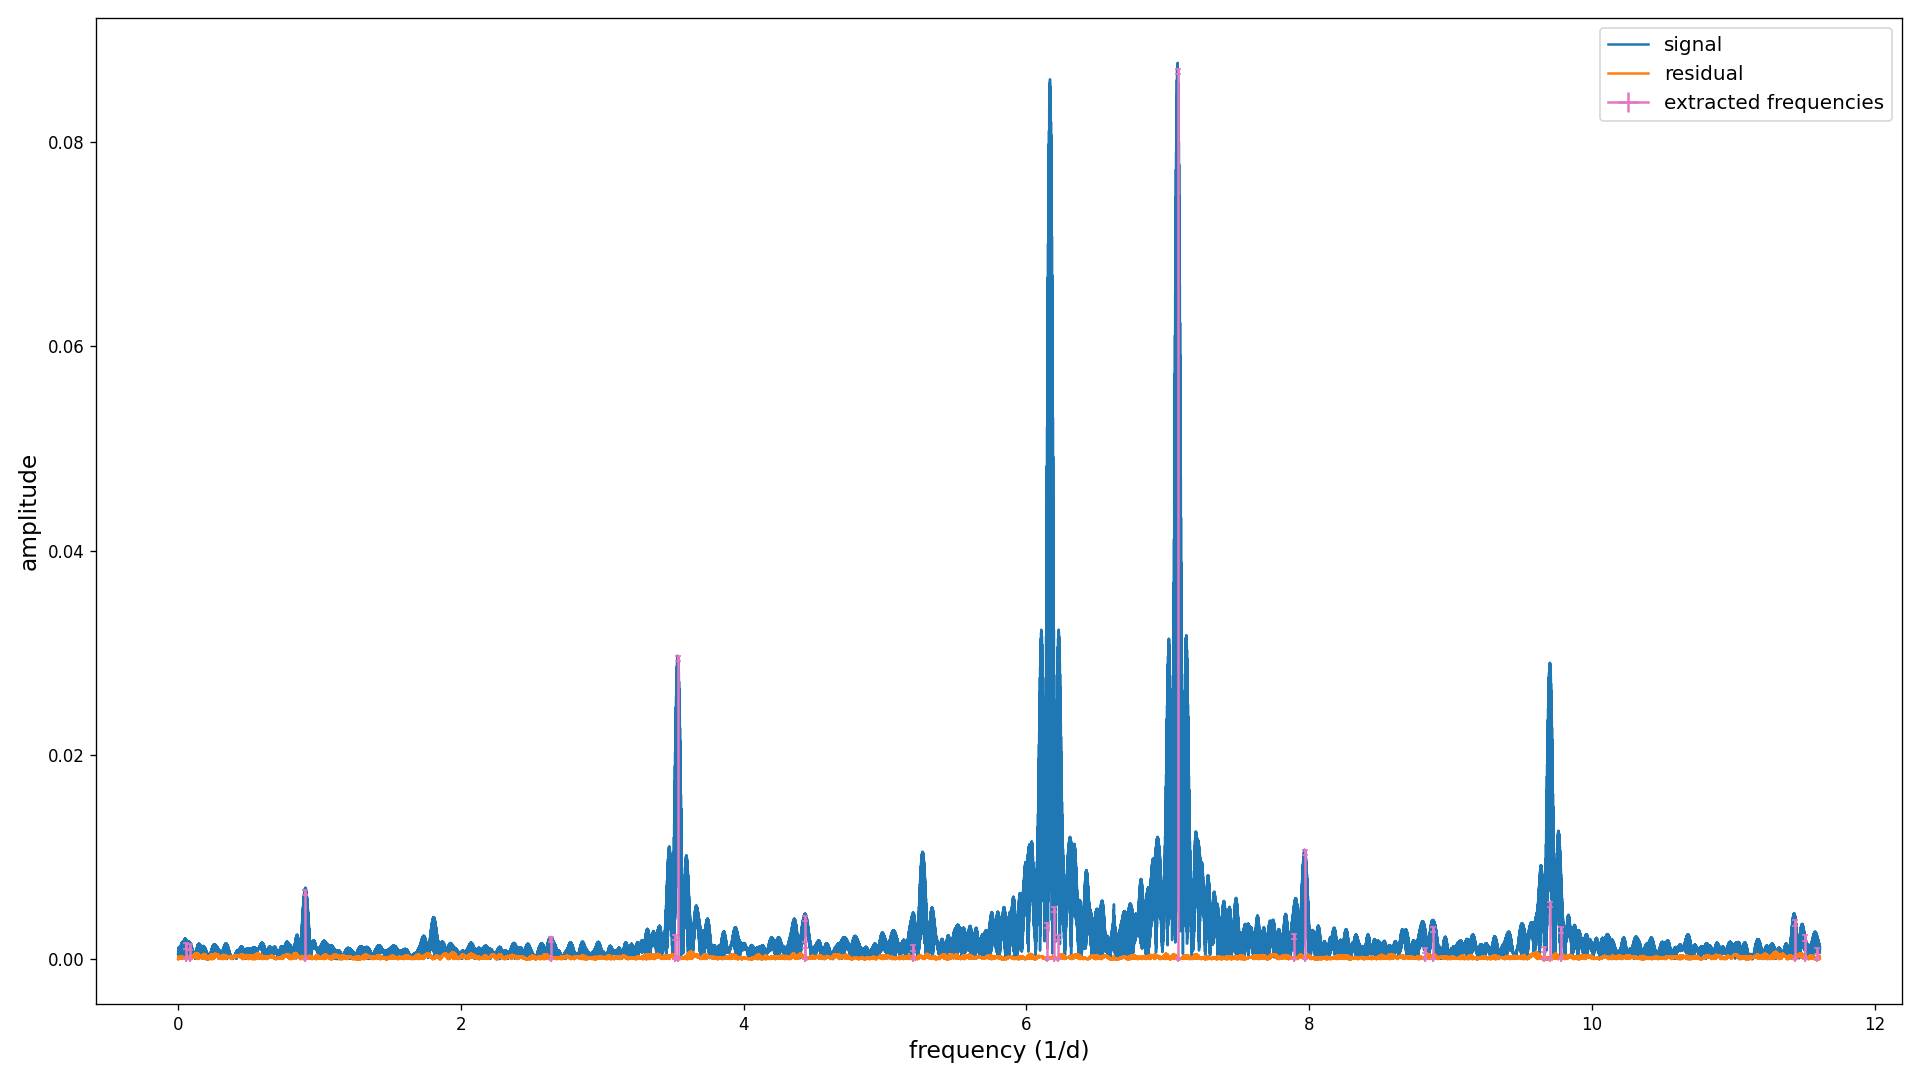 signal
residual
extracted frequencies
amplitude
0.08
0.06
0.04
0.02
0.00
0 2 4 6 8 10 12
frequency (1/d)